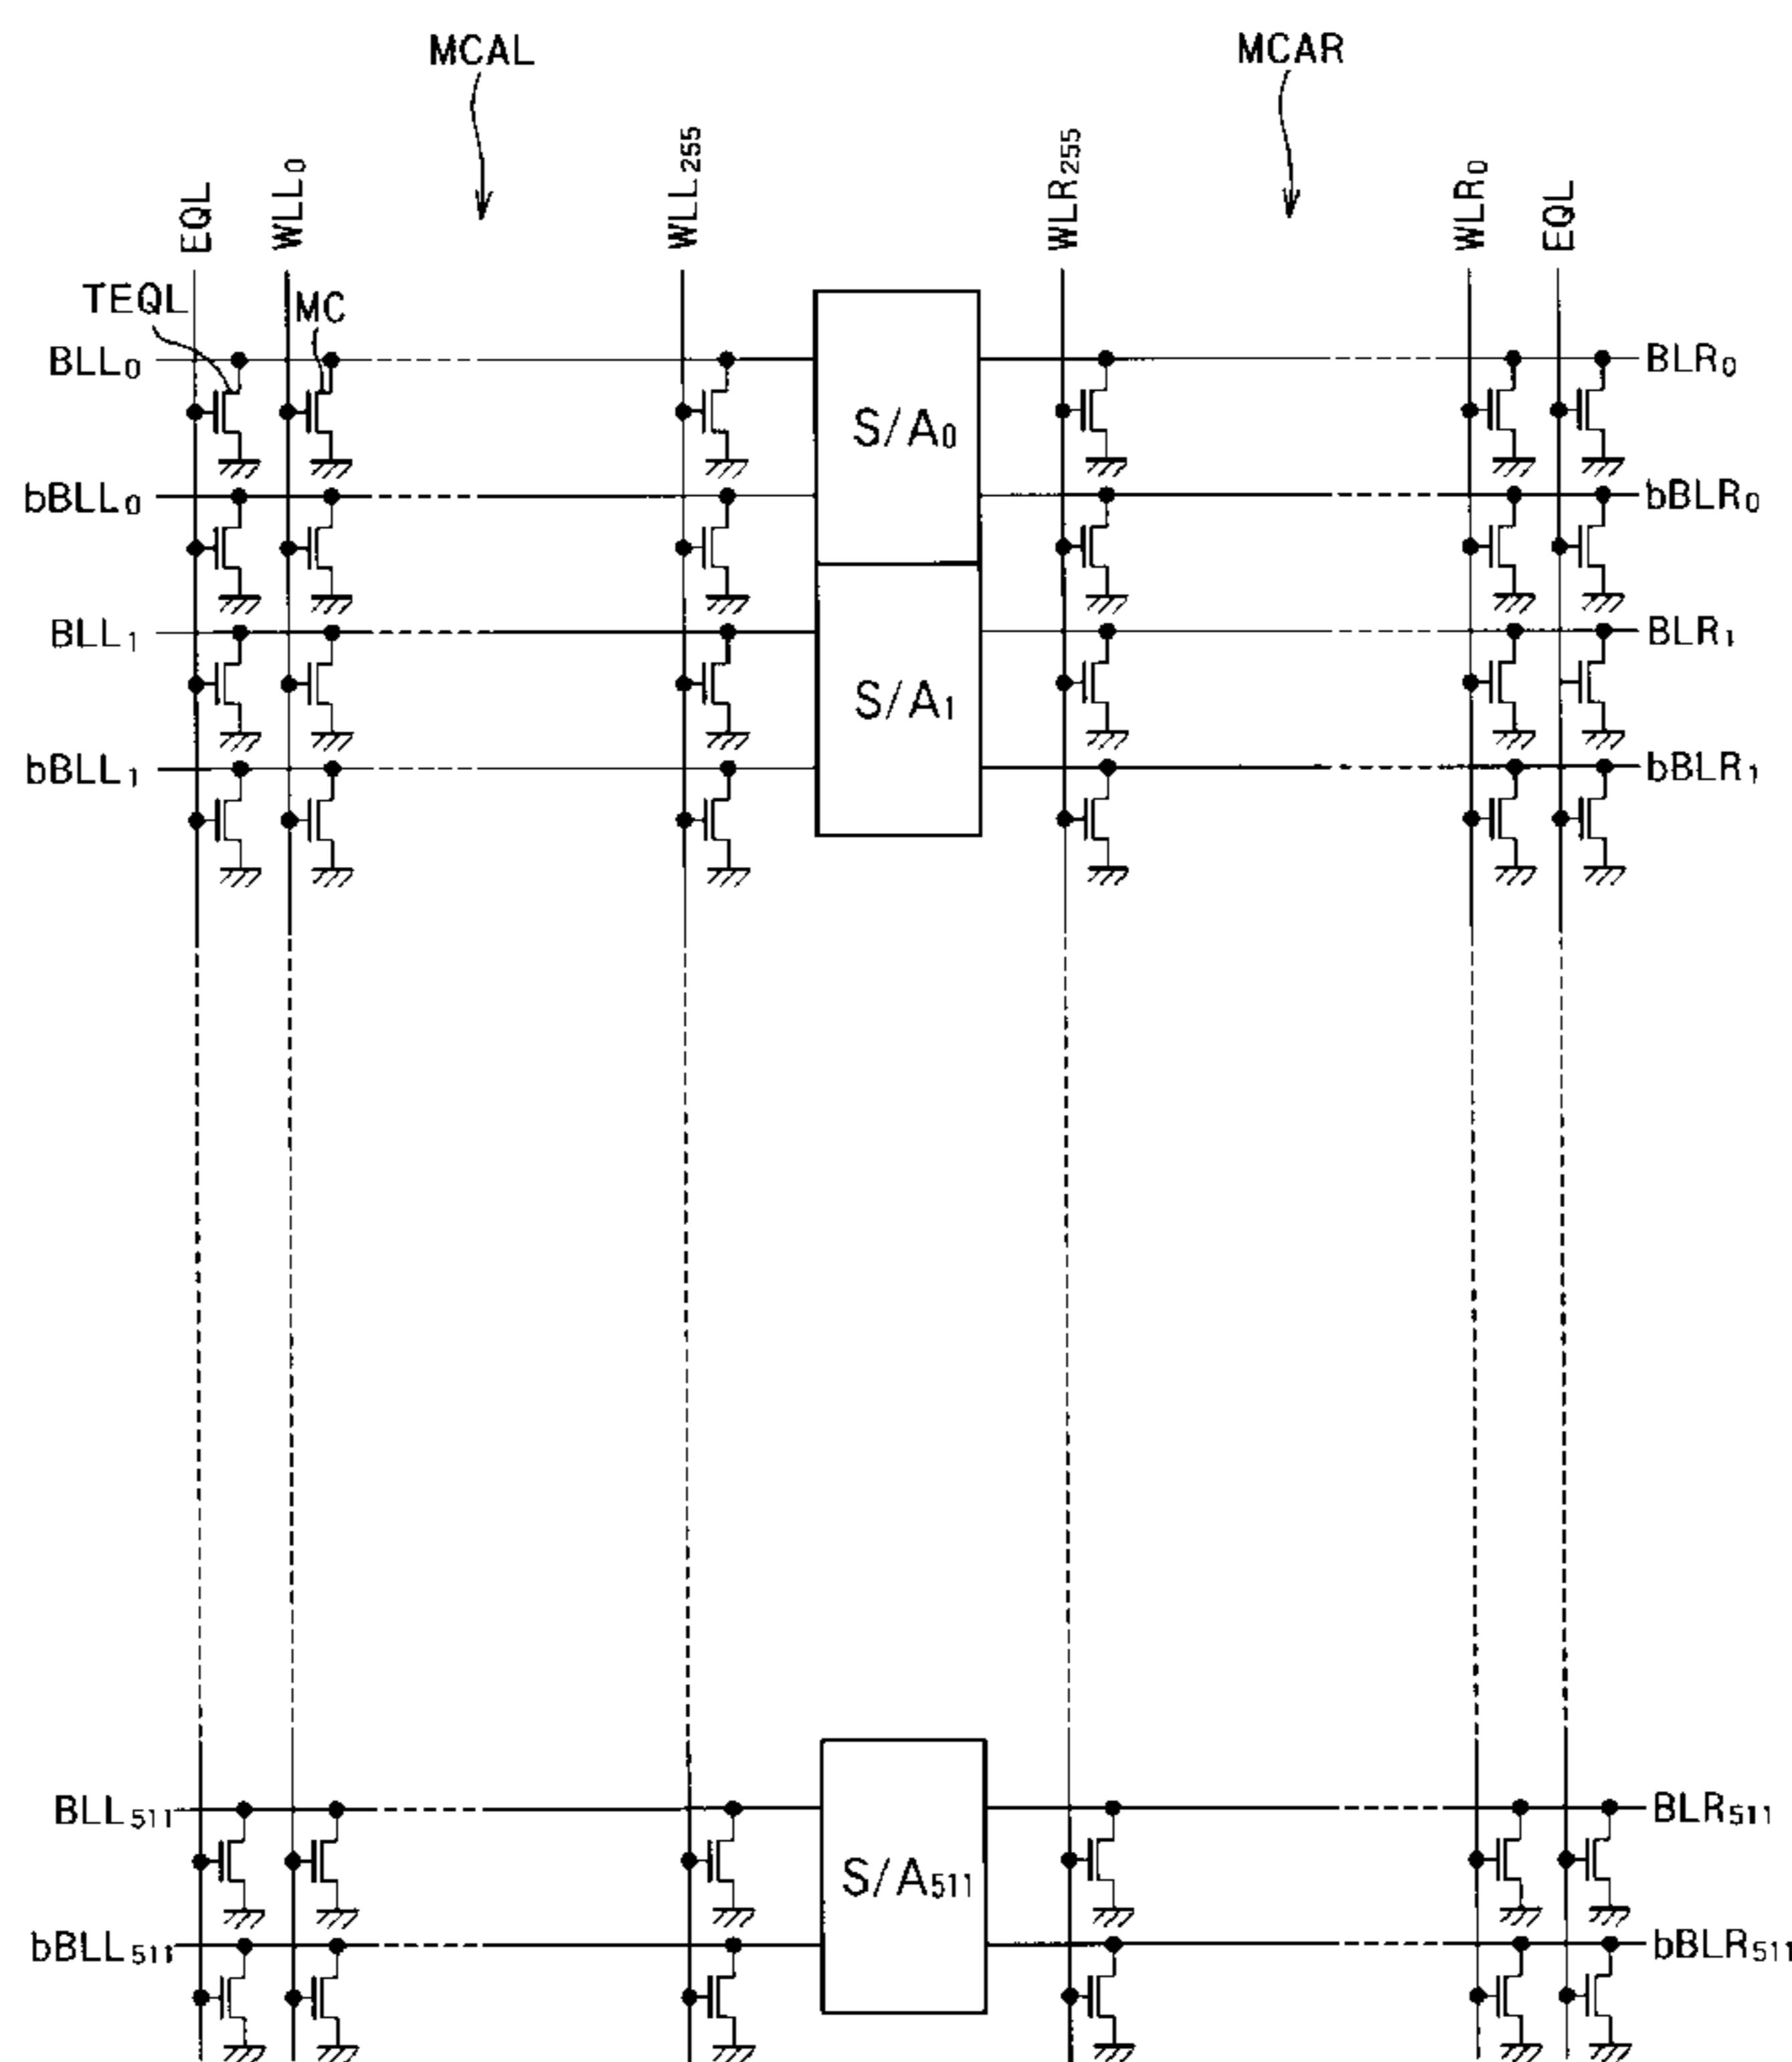 MCAL MCAR
EQL WLL0 WLL255 WLR255 WLR0 EQL
TEQL MC
BLL0 S/A0 BLR0
bBLL0 bBLR0
BLL1 S/A1 BLR1
bBLL1 bBLR1
BLL511 S/A511 BLR511
bBLL511 bBLR511